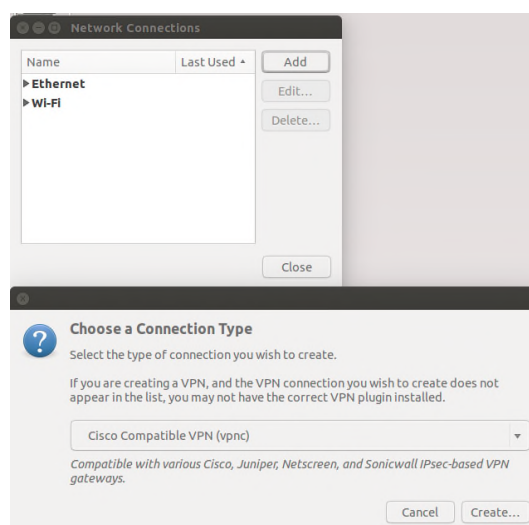 Network Connections
Name Last Used Add
Ethernet Edit...
Wi-Fi
Delete...
Close
Choose a Connection Type
Select the type of connection you wish to create.
If you are creating a VPN, and the VPN connection you wish to create does not
appear in the list, you may not have the correct VPN plugin installed.
Cisco Compatible VPN (vpnc)
Compatible with various Cisco, Juniper, Netscreen, and Sonicwall IPsec-based VPN
gateways.
Cancel Create...